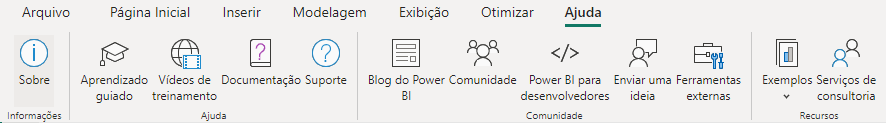 Arquivo Página Inicial Inserir Modelagem Exibição Otimizar Ajuda
Sobre
Aprendizado guiado
Vídeos de treinamento
Documentação
Suporte
Blog do Power BI
Comunidade
Power BI para desenvolvedores
Enviar uma ideia
Ferramentas externas
Exemplos
Serviços de consultoria
Informações Ajuda Comunidade Recursos